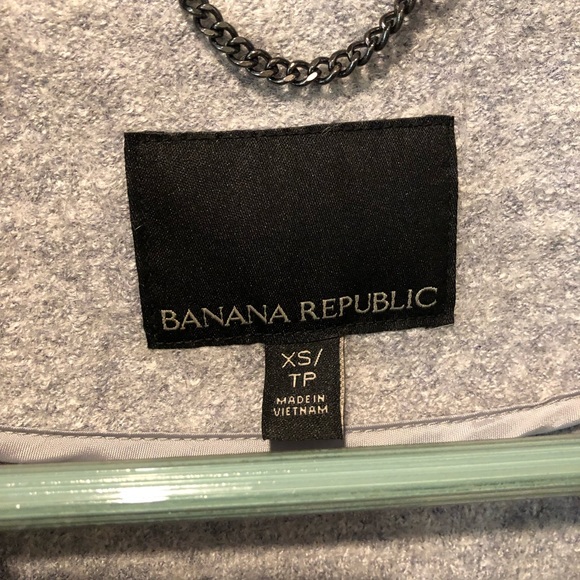 BANANA REPUBLIC
XS/
TP
MADE IN
VIETNAM